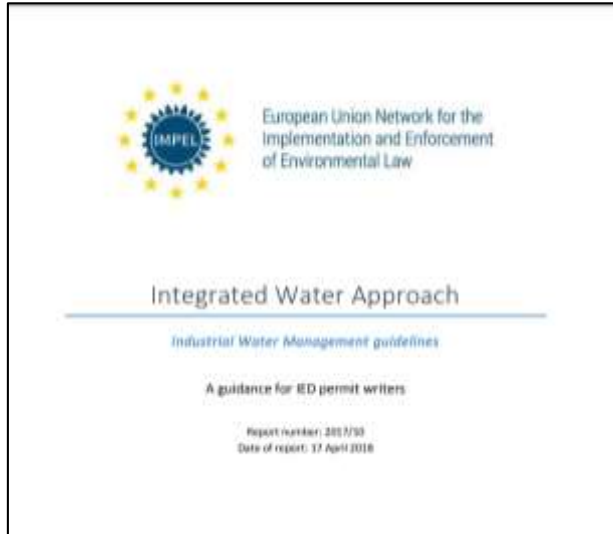 IMPEL
European Union Network for the
Implementation and Enforcement
of Environmental Law
Integrated Water Approach
Industrial Water Management guidelines
A guidance for IED permit writers
Report number: 2017/10
Date of report: 17 April 2018